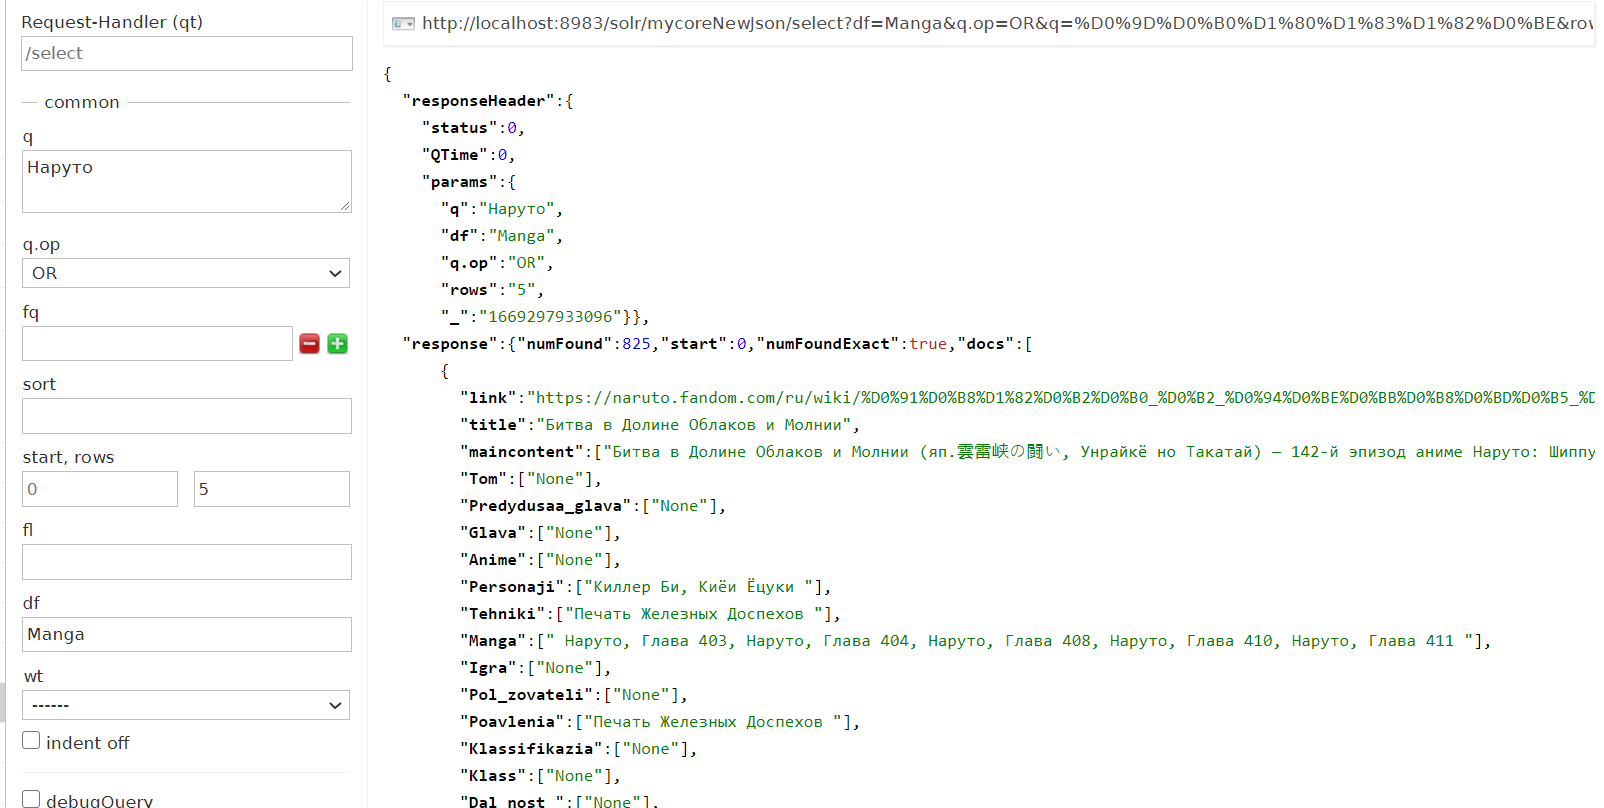 Request-Handler (qt)
/select
common
q
Наруто
q.op
OR
fq
sort
start, rows
0
5
fl
df
Manga
wt
------
indent off
debugQuery
http://localhost:8983/solr/mycoreNewJson/select?df=Manga&q.op=OR&q=%D0%9D%D0%B0%D1%80%D1%83%D1%82%D0%BE&rov
{
"responseHeader":{
"status":0,
"QTime":0,
"params":{
"q":"Наруто",
"df":"Manga",
"q.op":"OR",
"rows":"5",
"_":"1669297933096"}},
"response":{"numFound":825,"start":0,"numFoundExact":true,"docs":[
{
"link":"https://naruto.fandom.com/ru/wiki/%D0%91%D0%B8%D1%82%D0%B2%D0%B0_%D0%B2_%D0%94%D0%BE%D0%BB%D0%B8%D0%BD%D0%B5_%D
"title":"Битва в Долине Облаков и Молнии",
"maincontent":["Битва в Долине Облаков и Молнии (яп.雲雷峡の闘い, Унрайкё но Такатай) — 142-й эпизод аниме Наруто: Шиппу
"Tom":["None"],
"Predydusaa_glava":["None"],
"Glava":["None"],
"Anime":["None"],
"Personaji":["Киллер Би, Киёи Ёцуки "],
"Tehniki":["Печать Железных Доспехов "],
"Manga":[" Наруто, Глава 403, Наруто, Глава 404, Наруто, Глава 408, Наруто, Глава 410, Наруто, Глава 411 "],
"Igra":["None"],
"Pol_zovateli":["None"],
"Poavlenia":["Печать Железных Доспехов "],
"Klassifikazia":["None"],
"Klass":["None"],
"Dal_nost_":["None"],